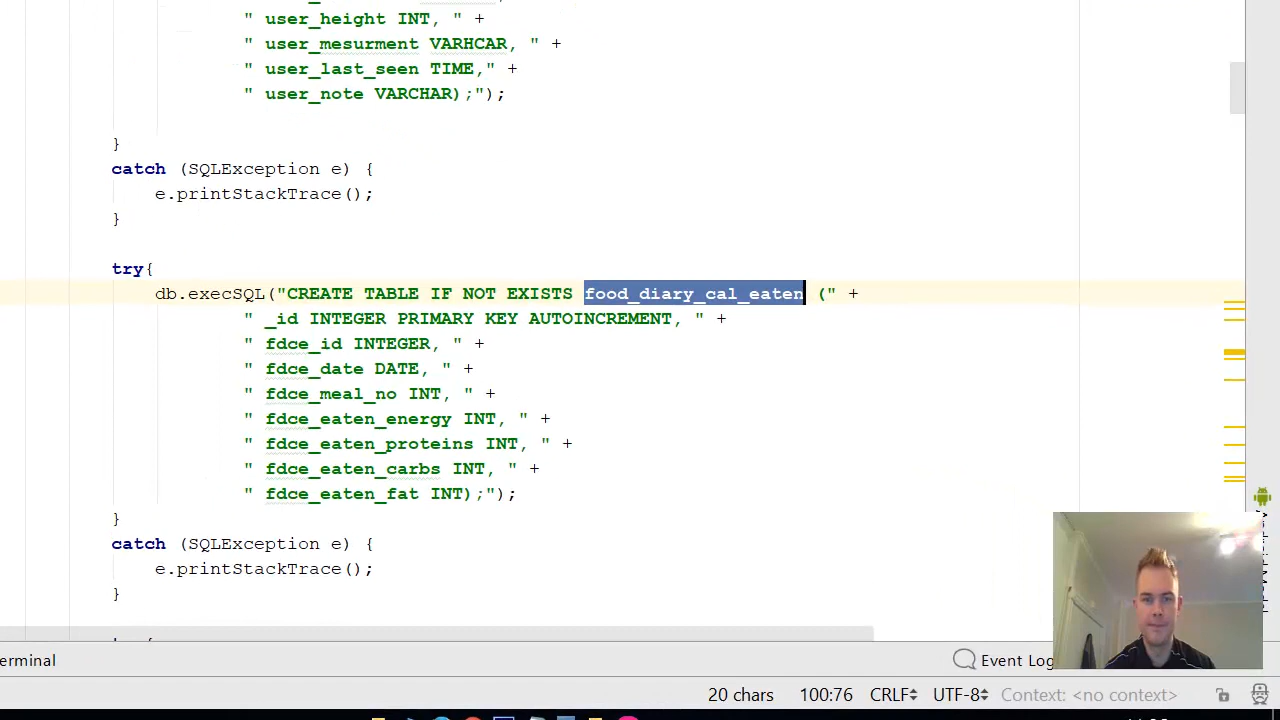 " user_height INT, " +
" user_mesurment VARHCAR, " +
" user_last_seen TIME," +
" user_note VARCHAR);");
}
catch (SQLException e) {
e.printStackTrace();
}
try{
db.execSQL("CREATE TABLE IF NOT EXISTS food_diary_cal_eaten (" +
" _id INTEGER PRIMARY KEY AUTOINCREMENT, " +
" fdce_id INTEGER, " +
" fdce_date DATE, " +
" fdce_meal_no INT, " +
" fdce_eaten_energy INT, " +
" fdce_eaten_proteins INT, " +
" fdce_eaten_carbs INT, " +
" fdce_eaten_fat INT);");
}
catch (SQLException e) {
e.printStackTrace();
}
erminal
Event Log
20 chars 100:76 CRLF UTF-8 Context: <no context>